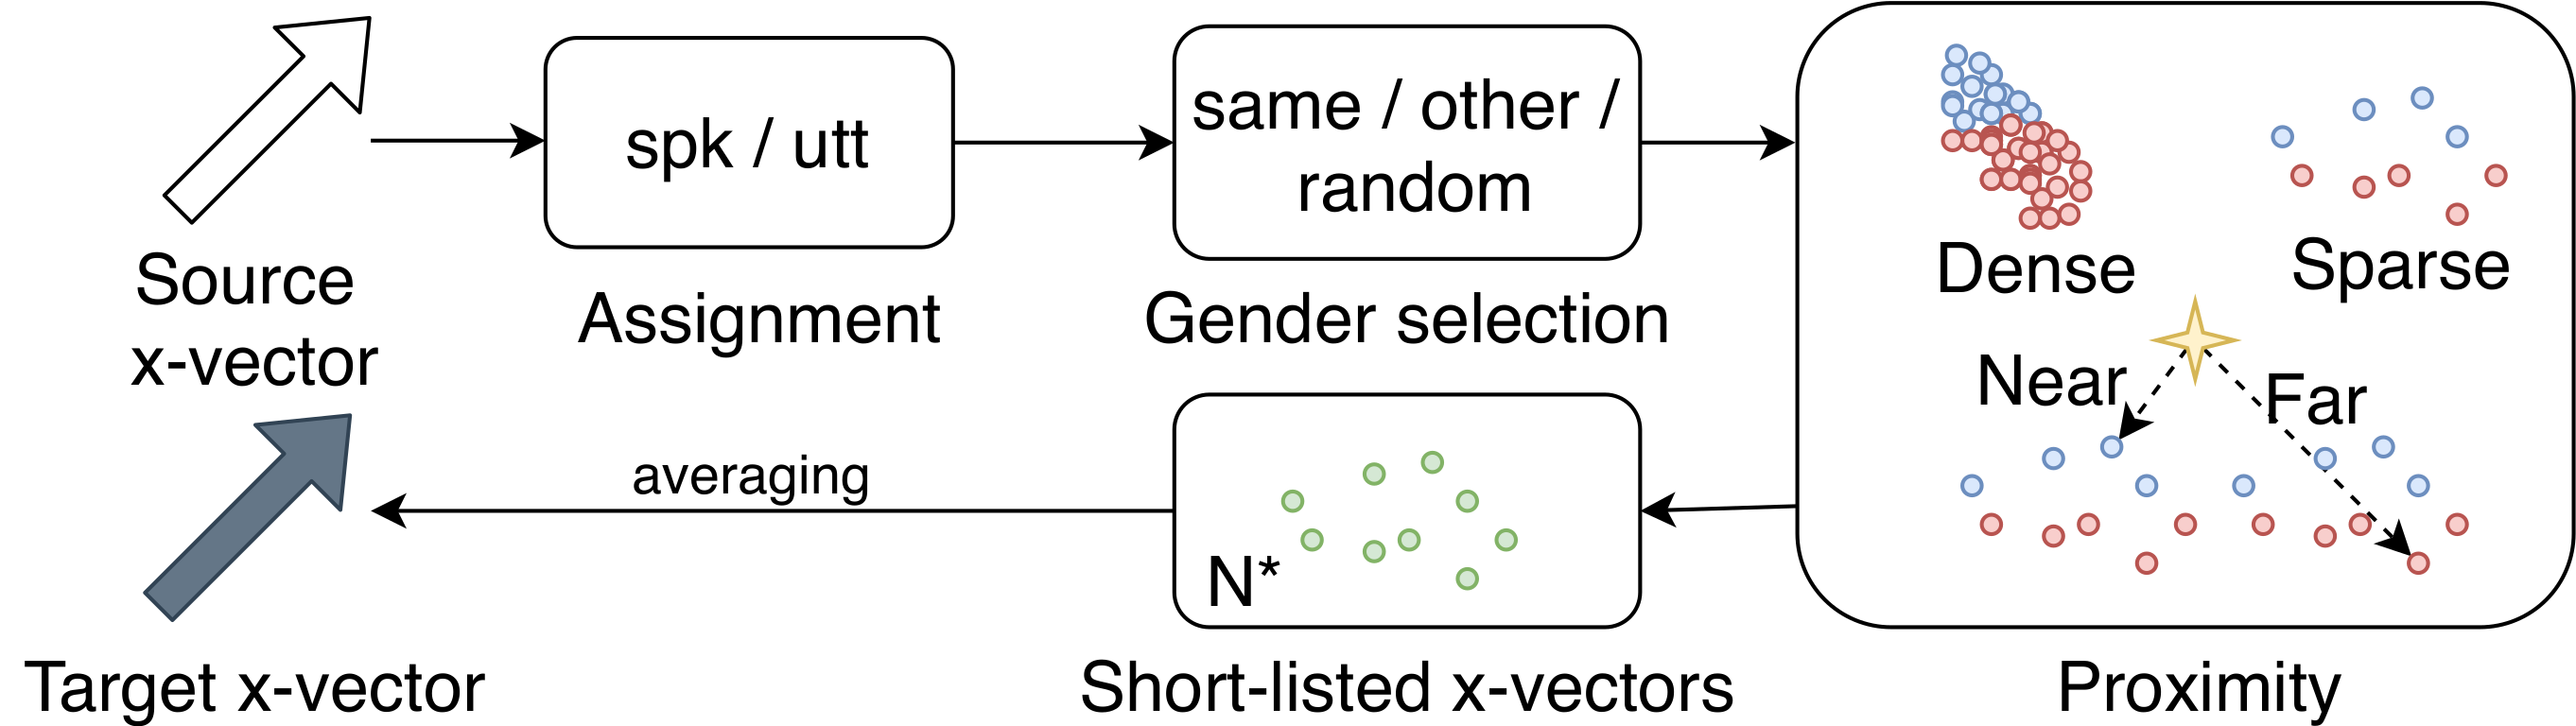 Source
x-vector
spk / utt
Assignment
same / other /
random
Gender selection
Dense
Sparse
Near
Far
Proximity
N*
Short-listed x-vectors
averaging
Target x-vector